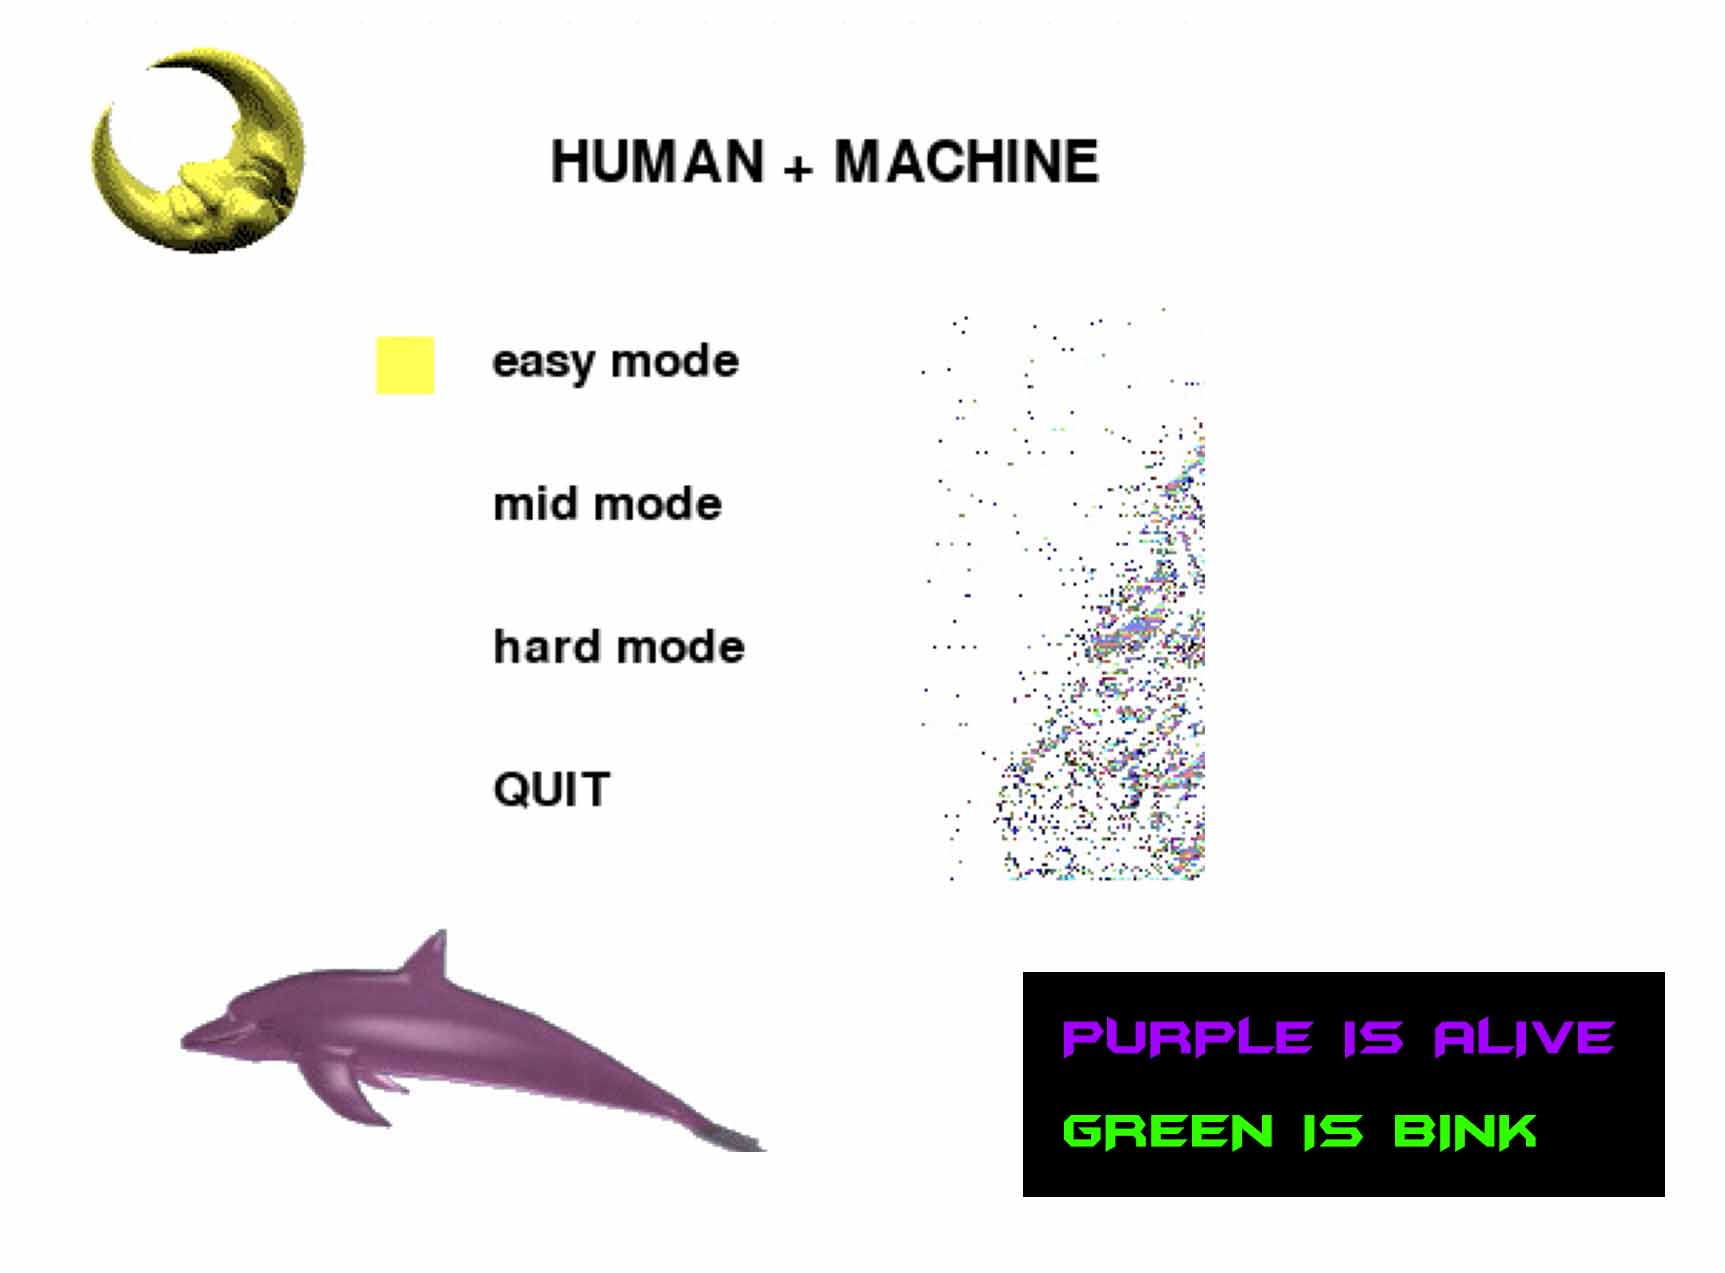 HUMAN + MACHINE
easy mode
mid mode
hard mode
QUIT
PURPLE IS ALIVE
GREEN IS BINK